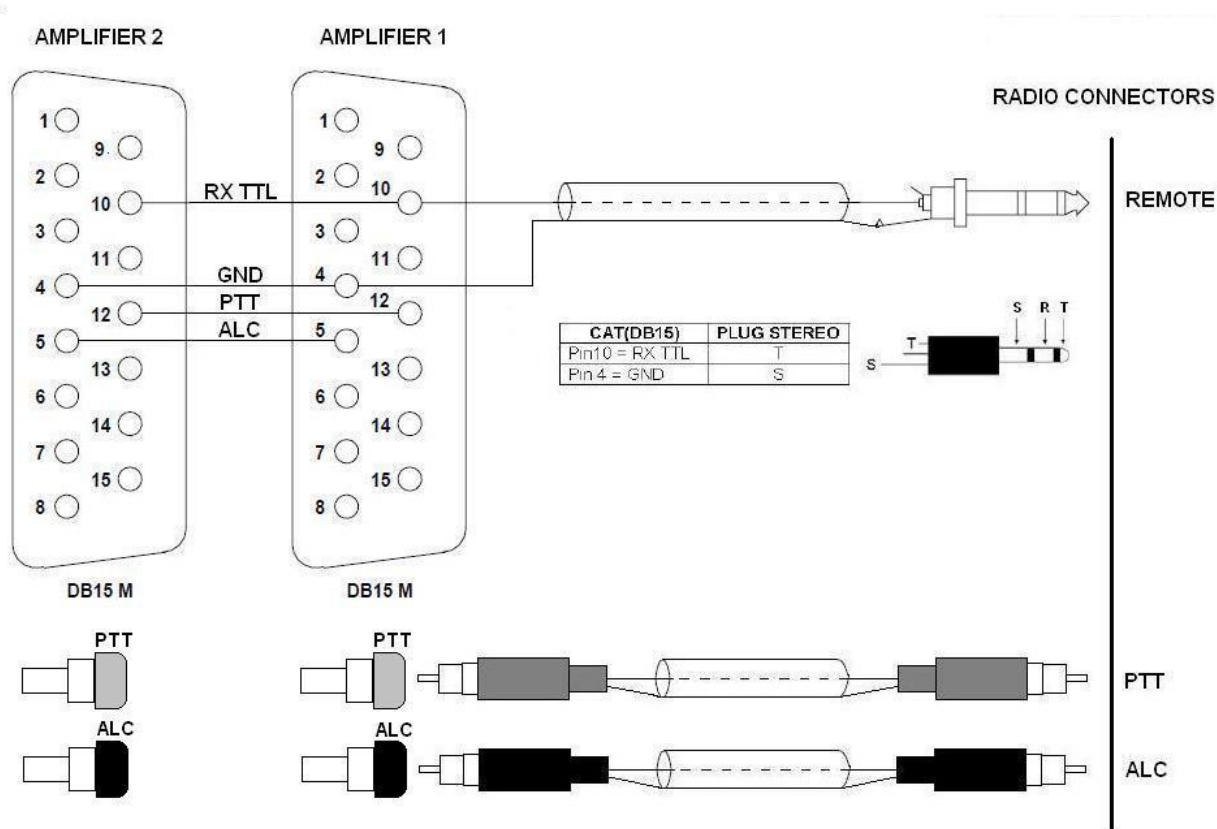 AMPLIFIER 2
AMPLIFIER 1
RADIO CONNECTORS
1
9.
2
10
3
11
4
12
5
13
6
14
7
15
8
RX TTL
GND
PTT
ALC
1
9
2
10
3
11
4
12
5
13
6
14
7
15
8
REMOTE
CAT(DB15) PLUG STEREO
Pin10 = RX TTL T
Pin 4 = GND S
S R T
T
S
DB15 M
DB15 M
PTT
PTT
PTT
ALC
ALC
ALC